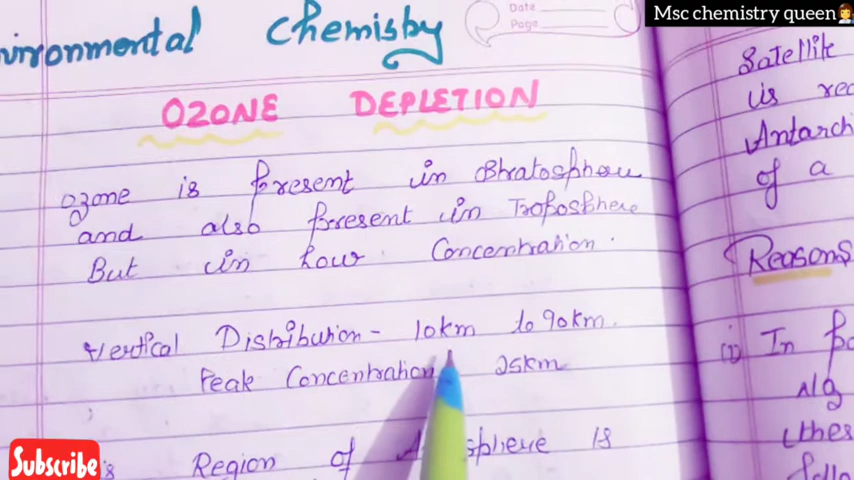 Environmental Chemistry
Date
Page
Msc chemistry queen
OZONE DEPLETION
Ozone is present in Stratosphere
and also present in Troposphere
But in Low Concentration.
Vertical Distribution - 10km to 90km.
Peak Concentration 25km
Region of is
Satellite
is
of a
Reasons
(i) In
Subscribe